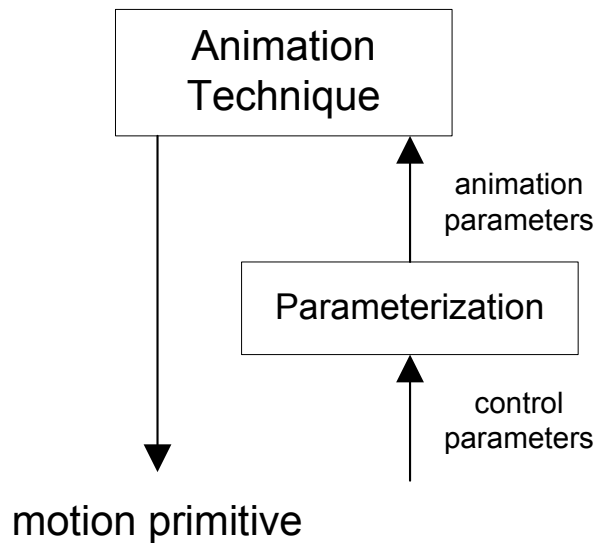 Animation
Technique
animation
parameters
Parameterization
control
parameters
motion primitive